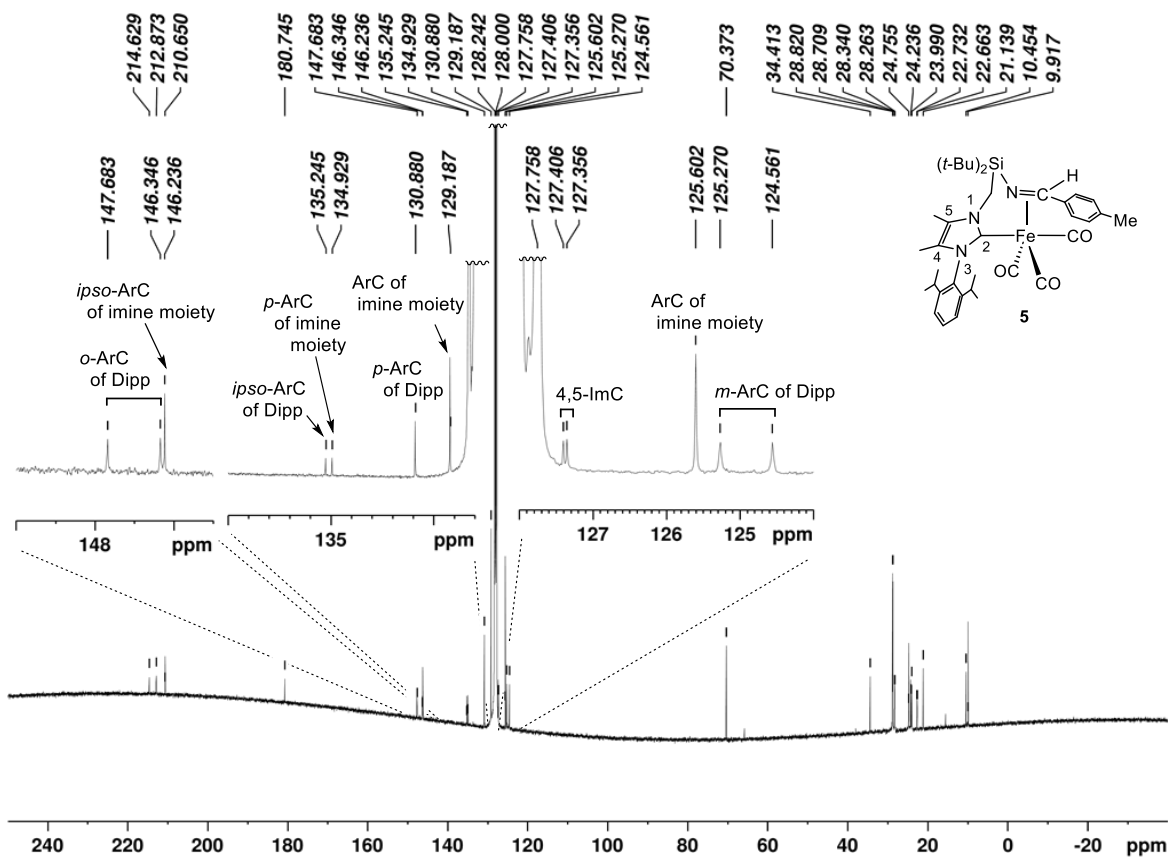 214.629
212.873
210.650
180.745
147.683
146.346
146.236
135.245
134.929
130.880
129.187
128.242
128.000
127.758
127.406
127.356
125.602
125.270
124.561
70.373
34.413
28.820
28.709
28.340
28.263
24.755
24.236
23.990
22.732
22.663
21.139
10.454
9.917
147.683
146.346
146.236
135.245
134.929
130.880
129.187
127.758
127.406
127.356
125.602
125.270
124.561
ipso-ArC
of imine moiety
o-ArC
of Dipp
p-ArC
of imine
moiety
ipso-ArC
of Dipp
ArC of
imine moiety
p-ArC
of Dipp
4,5-ImC
ArC of
imine moiety
m-ArC of Dipp
(t-Bu)2Si
H
N
1
5
N
Me
2
Fe
CO
4
N
3
OC
CO
5
148 ppm
135 ppm
127 126 125 ppm
240 220 200 180 160 140 120 100 80 60 40 20 0 -20 ppm